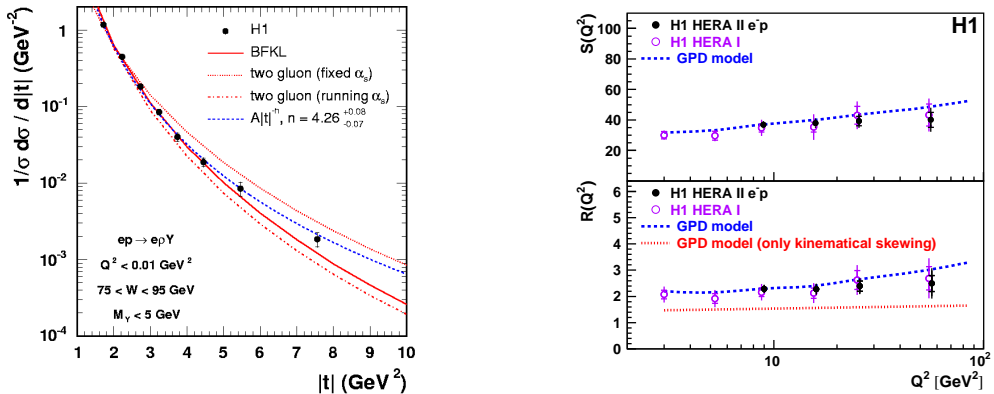 1/σ dσ / d|t| (GeV⁻²)
1
10⁻¹
10⁻²
10⁻³
10⁻⁴
H1
BFKL
two gluon (fixed αₛ)
two gluon (running αₛ)
A|t|⁻ⁿ, n = 4.26 +0.08 -0.07
ep → eρY
Q² < 0.01 GeV²
75 < W < 95 GeV
M_Y < 5 GeV
1 2 3 4 5 6 7 8 9 10
|t| (GeV²)
S(Q²)
100
80
60
40
20
H1 HERA II e⁻p
H1 HERA I
GPD model
H1
R(Q²)
6
5
4
3
2
1
0
H1 HERA II e⁻p
H1 HERA I
GPD model
GPD model (only kinematical skewing)
10 10²
Q² [GeV²]